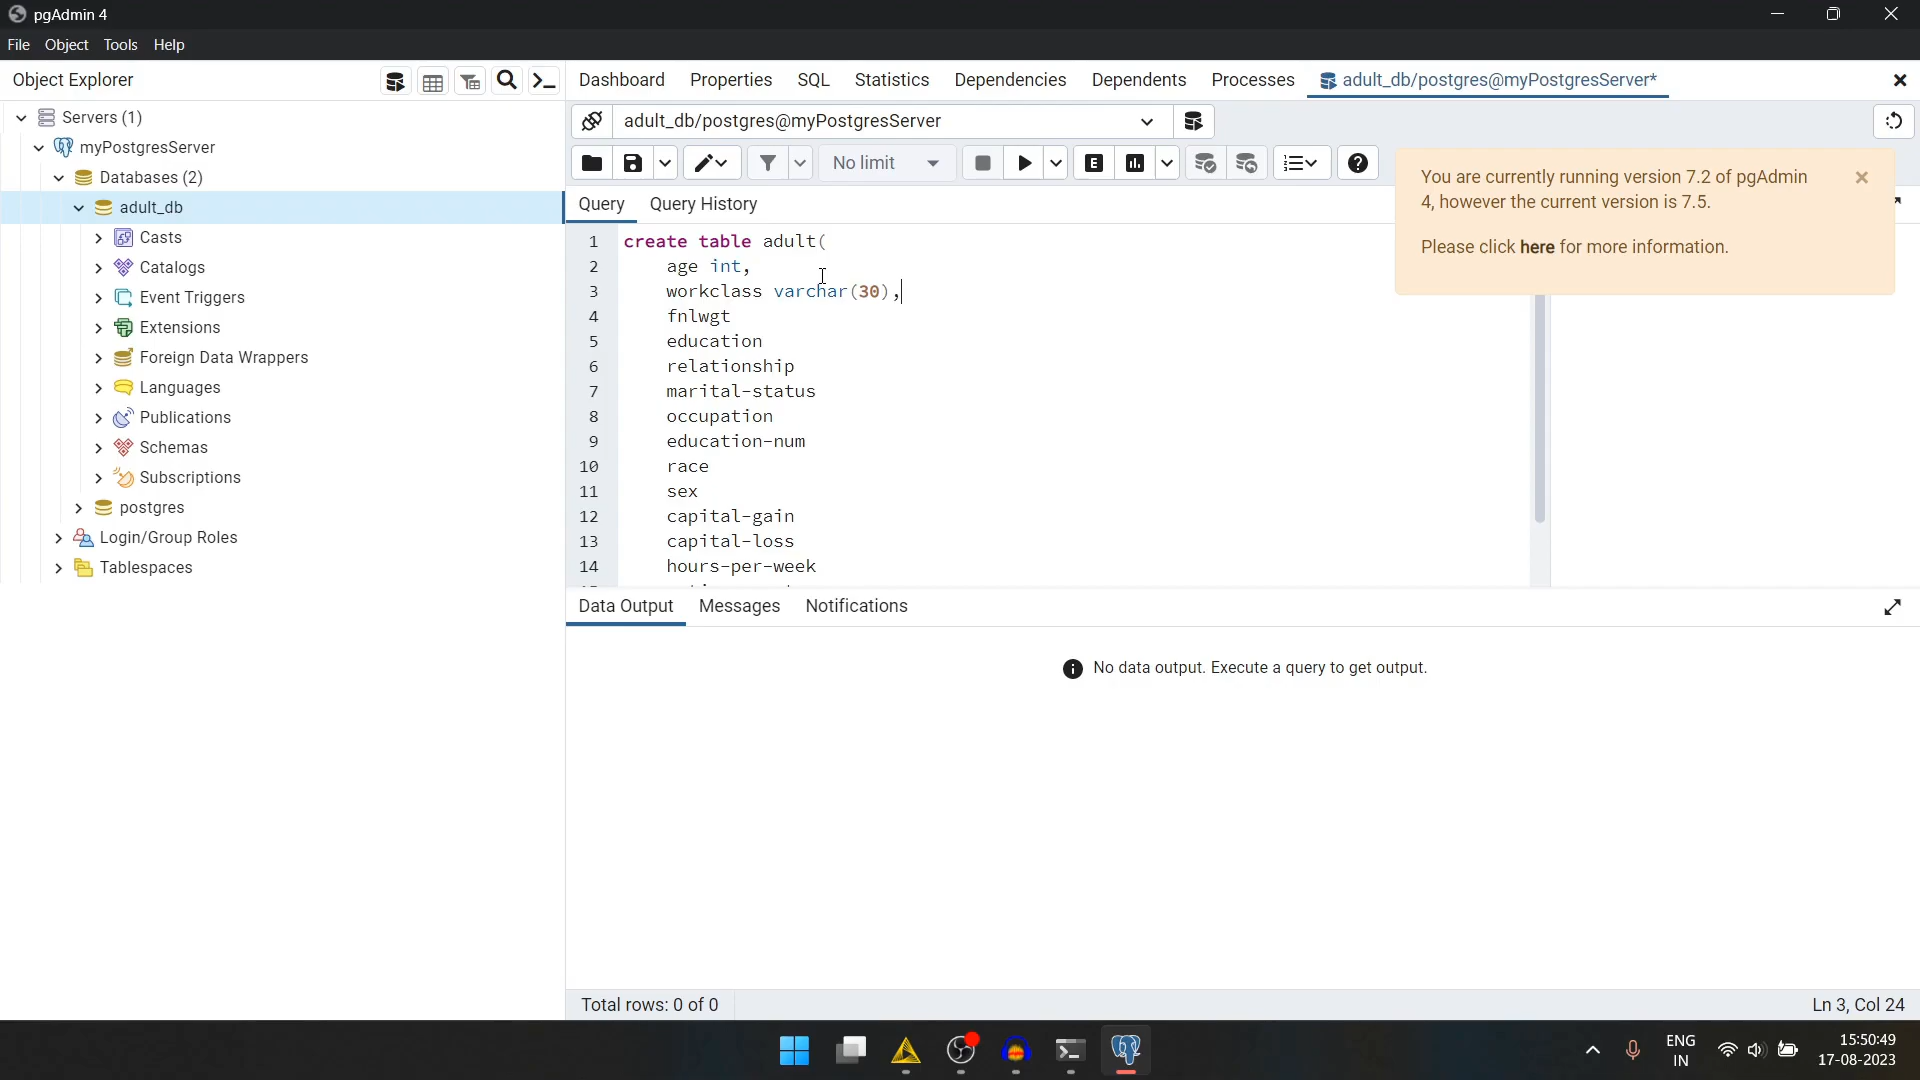 pgAdmin 4
File Object Tools Help
Object Explorer
Dashboard Properties SQL Statistics Dependencies Dependents Processes adult_db/postgres@myPostgresServer*
Servers (1)
myPostgresServer
Databases (2)
adult_db
Casts
Catalogs
Event Triggers
Extensions
Foreign Data Wrappers
Languages
Publications
Schemas
Subscriptions
postgres
Login/Group Roles
Tablespaces
adult_db/postgres@myPostgresServer
No limit
E
You are currently running version 7.2 of pgAdmin
4, however the current version is 7.5.
Please click here for more information.
Query Query History
1 create table adult(
2 age int,
3 workclass varchar(30),
4 fnlwgt
5 education
6 relationship
7 marital-status
8 occupation
9 education-num
10 race
11 sex
12 capital-gain
13 capital-loss
14 hours-per-week
Data Output Messages Notifications
No data output. Execute a query to get output.
Total rows: 0 of 0
Ln 3, Col 24
ENG
IN
15:50:49
17-08-2023